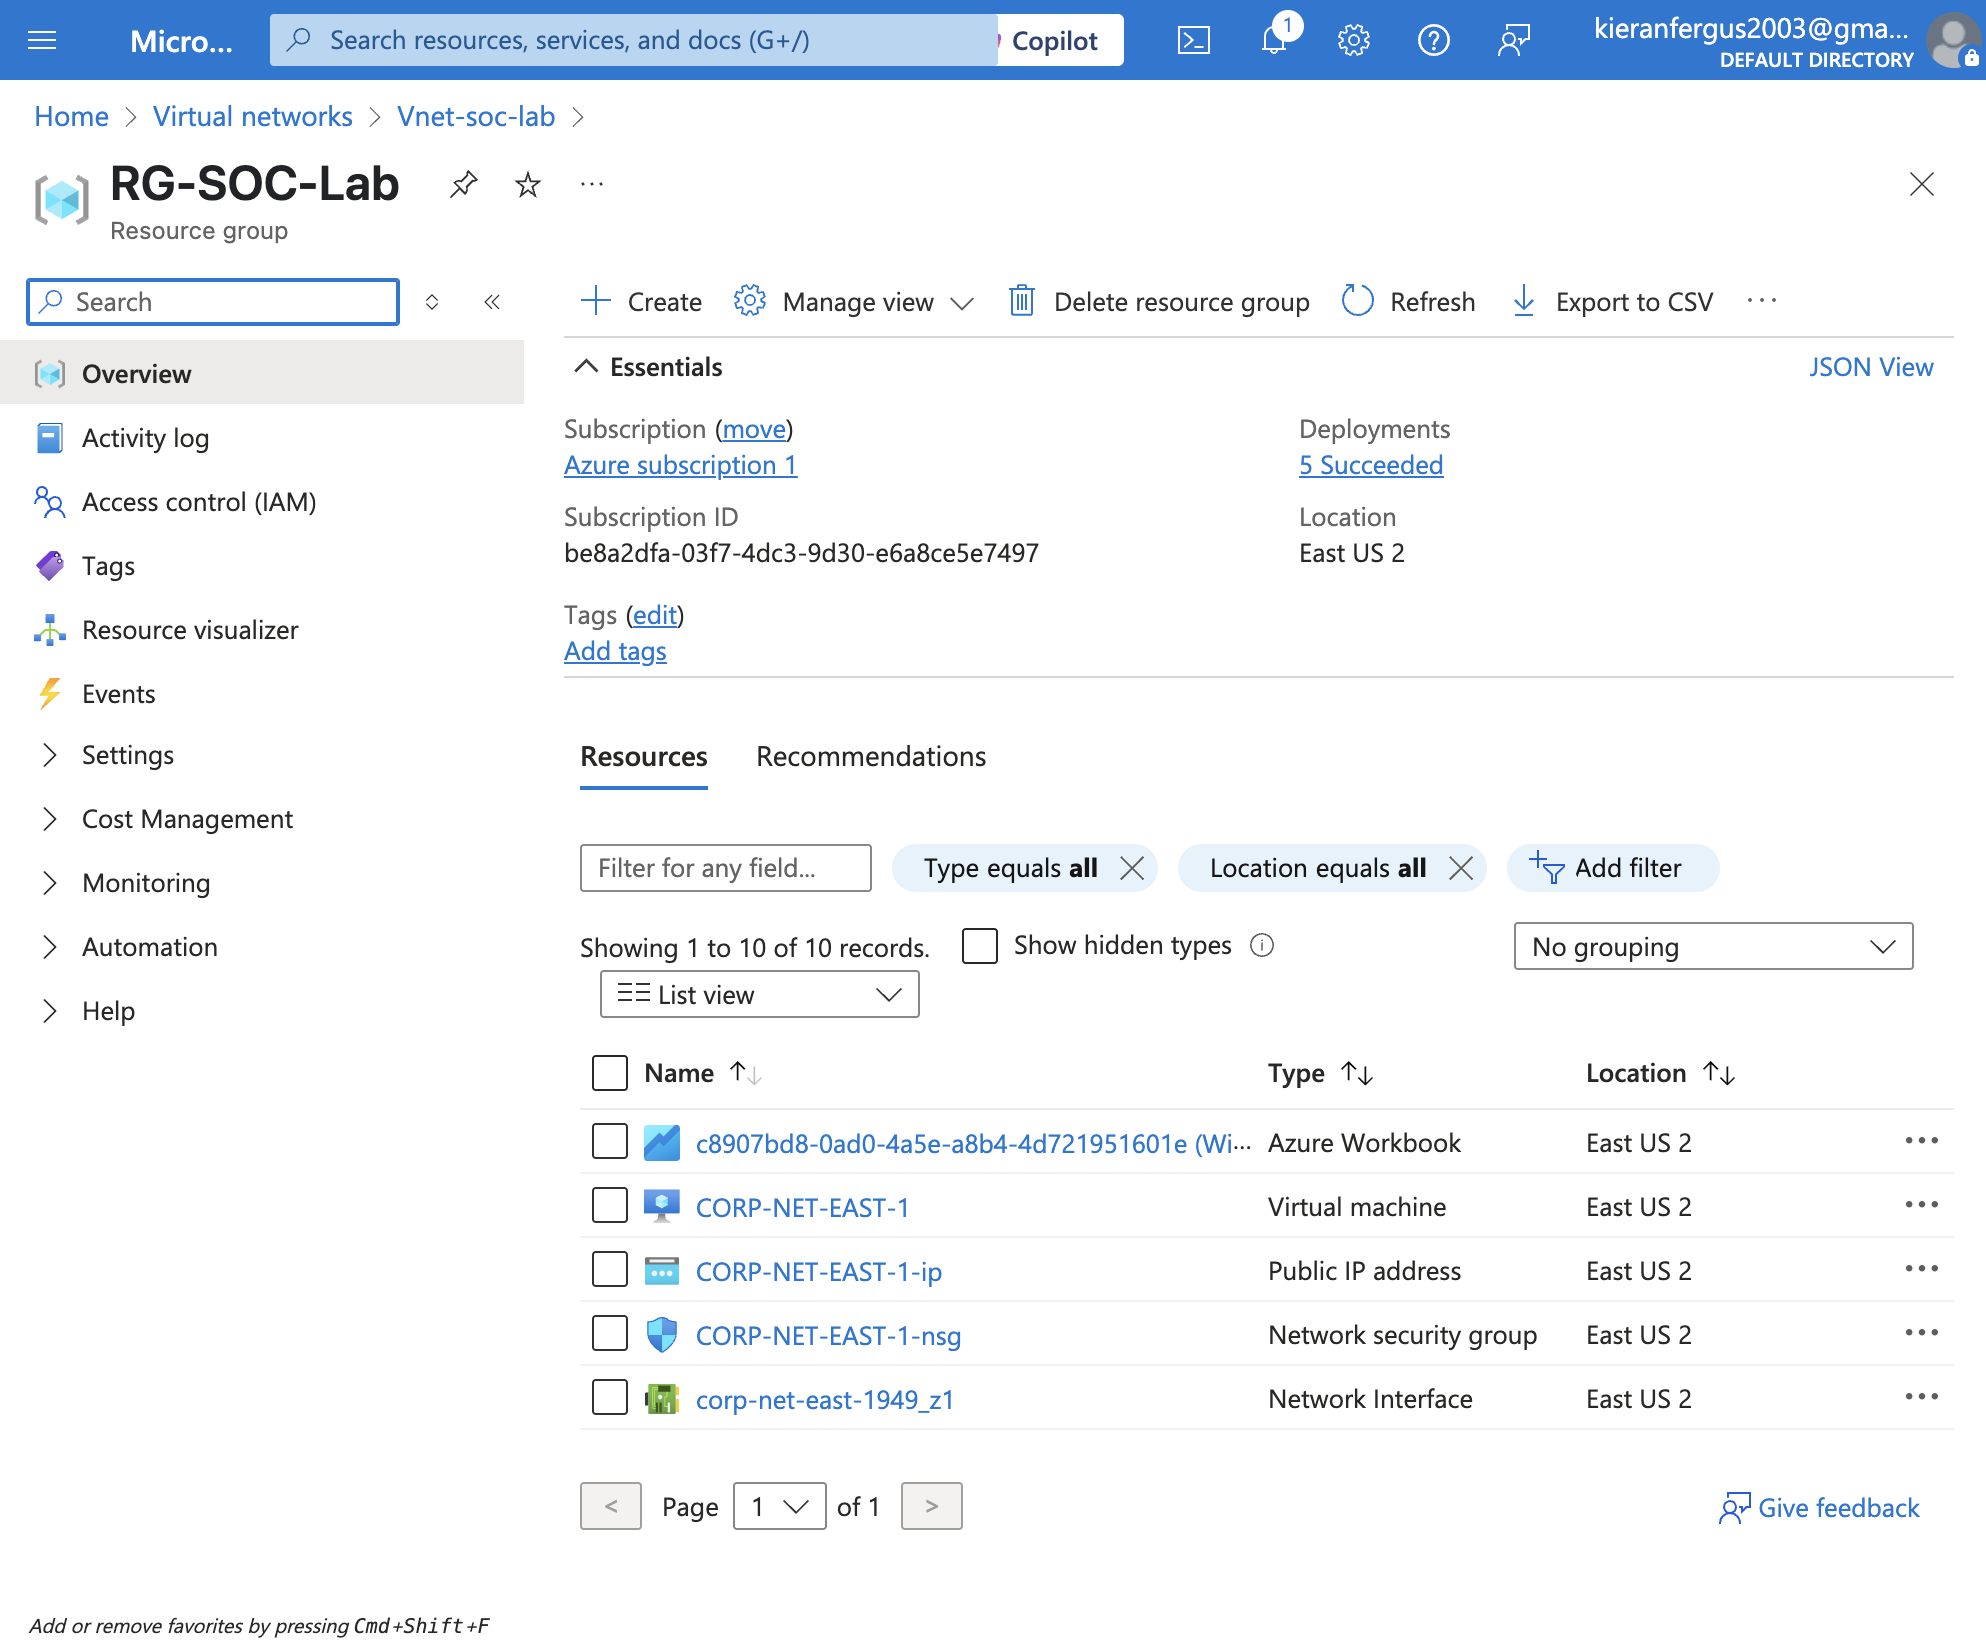 Micro...
Search resources, services, and docs (G+/)
Copilot
1
kieranfergus2003@gma...
DEFAULT DIRECTORY
Home > Virtual networks > Vnet-soc-lab >
RG-SOC-Lab
Resource group
Search
Overview
Activity log
Access control (IAM)
Tags
Resource visualizer
Events
Settings
Cost Management
Monitoring
Automation
Help
Create
Manage view
Delete resource group
Refresh
Export to CSV
Essentials
JSON View
Subscription (move)
Azure subscription 1
Subscription ID
be8a2dfa-03f7-4dc3-9d30-e6a8ce5e7497
Deployments
5 Succeeded
Location
East US 2
Tags (edit)
Add tags
Resources
Recommendations
Filter for any field...
Type equals all
Location equals all
Add filter
Showing 1 to 10 of 10 records.
Show hidden types
No grouping
List view
Name Type Location
c8907bd8-0ad0-4a5e-a8b4-4d721951601e (Wi... Azure Workbook East US 2
CORP-NET-EAST-1 Virtual machine East US 2
CORP-NET-EAST-1-ip Public IP address East US 2
CORP-NET-EAST-1-nsg Network security group East US 2
corp-net-east-1949_z1 Network Interface East US 2
< Page 1 of 1 >
Give feedback
Add or remove favorites by pressing Cmd+Shift+F